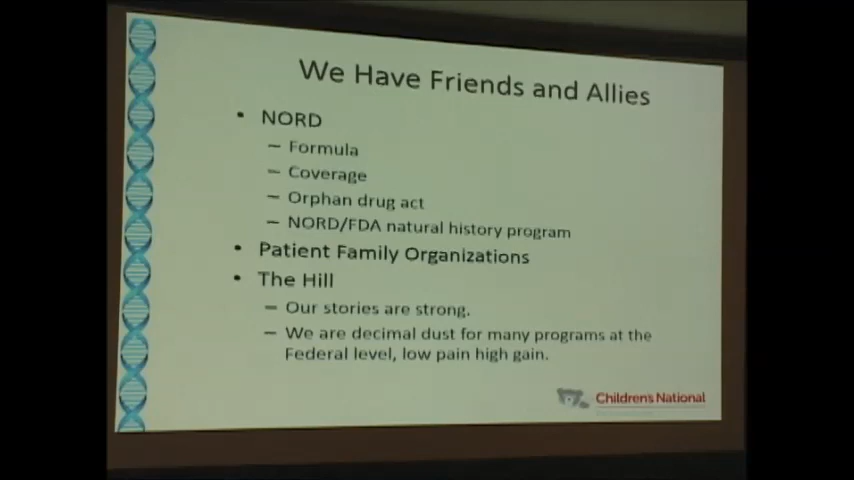 We Have Friends and Allies
• NORD
– Formula
– Coverage
– Orphan drug act
– NORD/FDA natural history program
• Patient Family Organizations
• The Hill
– Our stories are strong.
– We are decimal dust for many programs at the
Federal level, low pain high gain.
Children's National